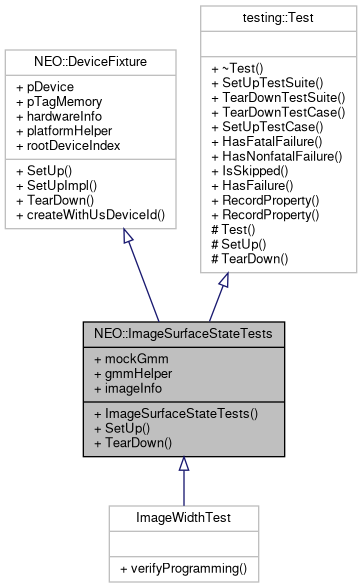 testing::Test
+ ~Test()
+ SetUpTestSuite()
+ TearDownTestSuite()
+ TearDownTestCase()
+ SetUpTestCase()
+ HasFatalFailure()
+ HasNonfatalFailure()
+ IsSkipped()
+ HasFailure()
+ RecordProperty()
+ RecordProperty()
# Test()
# SetUp()
# TearDown()
NEO::DeviceFixture
+ pDevice
+ pTagMemory
+ hardwareInfo
+ platformHelper
+ rootDeviceIndex
+ SetUp()
+ SetUpImpl()
+ TearDown()
+ createWithUsDeviceId()
NEO::ImageSurfaceStateTests
+ mockGmm
+ gmmHelper
+ imageInfo
+ ImageSurfaceStateTests()
+ SetUp()
+ TearDown()
ImageWidthTest
+ verifyProgramming()